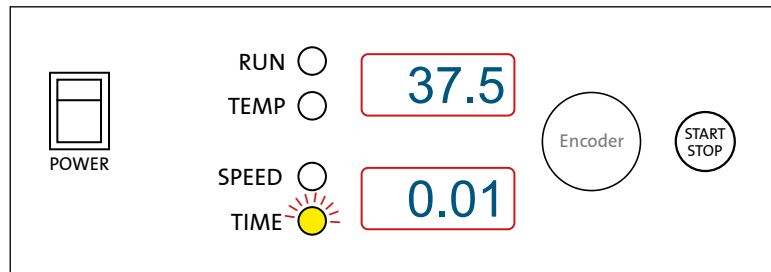 RUN
37.5
TEMP
Encoder
START
STOP
POWER
SPEED
0.01
TIME